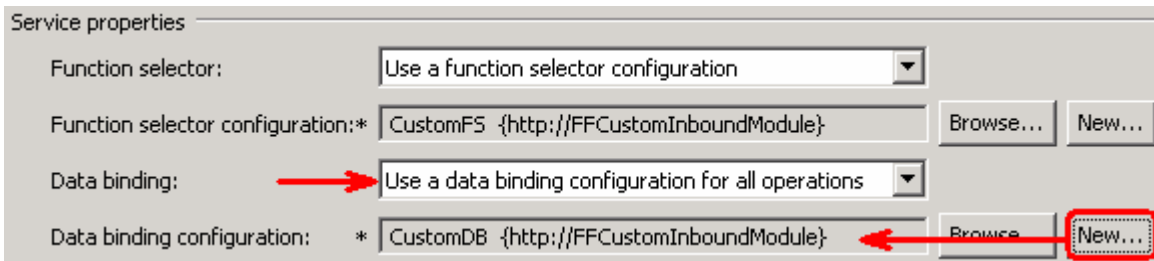 Service properties
Function selector: Use a function selector configuration
Function selector configuration:* CustomFS {http://FFCustomInboundModule} Browse... New...
Data binding: Use a data binding configuration for all operations
Data binding configuration: * CustomDB {http://FFCustomInboundModule} Browse... New...